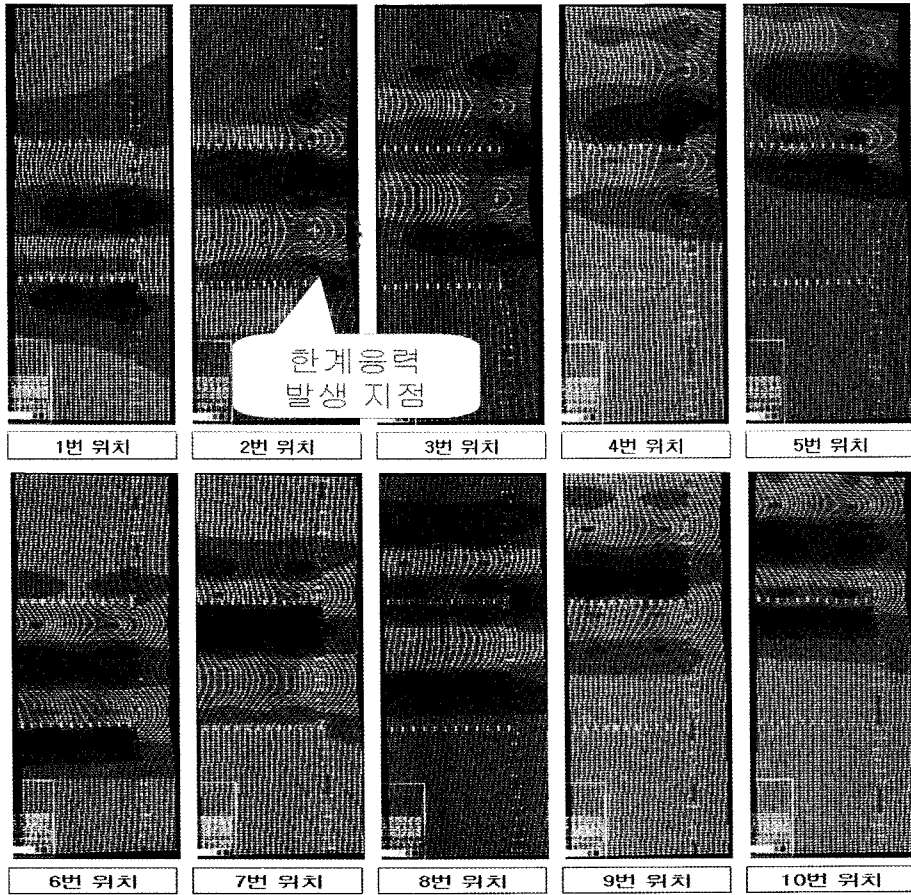 한계응력
발생 지점
1번 위치
2번 위치
3번 위치
4번 위치
5번 위치
6번 위치
7번 위치
8번 위치
9번 위치
10번 위치